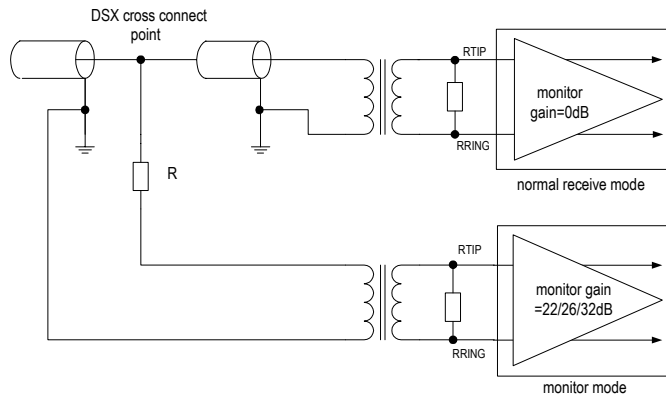 DSX cross connect
point
RTIP
monitor
gain=0dB
RRING
normal receive mode
R
RTIP
monitor gain
=22/26/32dB
RRING
monitor mode